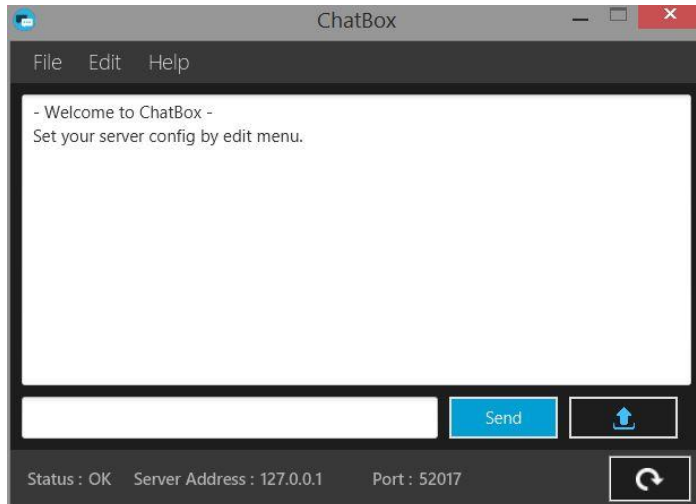 ChatBox
File Edit Help
- Welcome to ChatBox -
Set your server config by edit menu.
Send
Status : OK Server Address : 127.0.0.1 Port : 52017